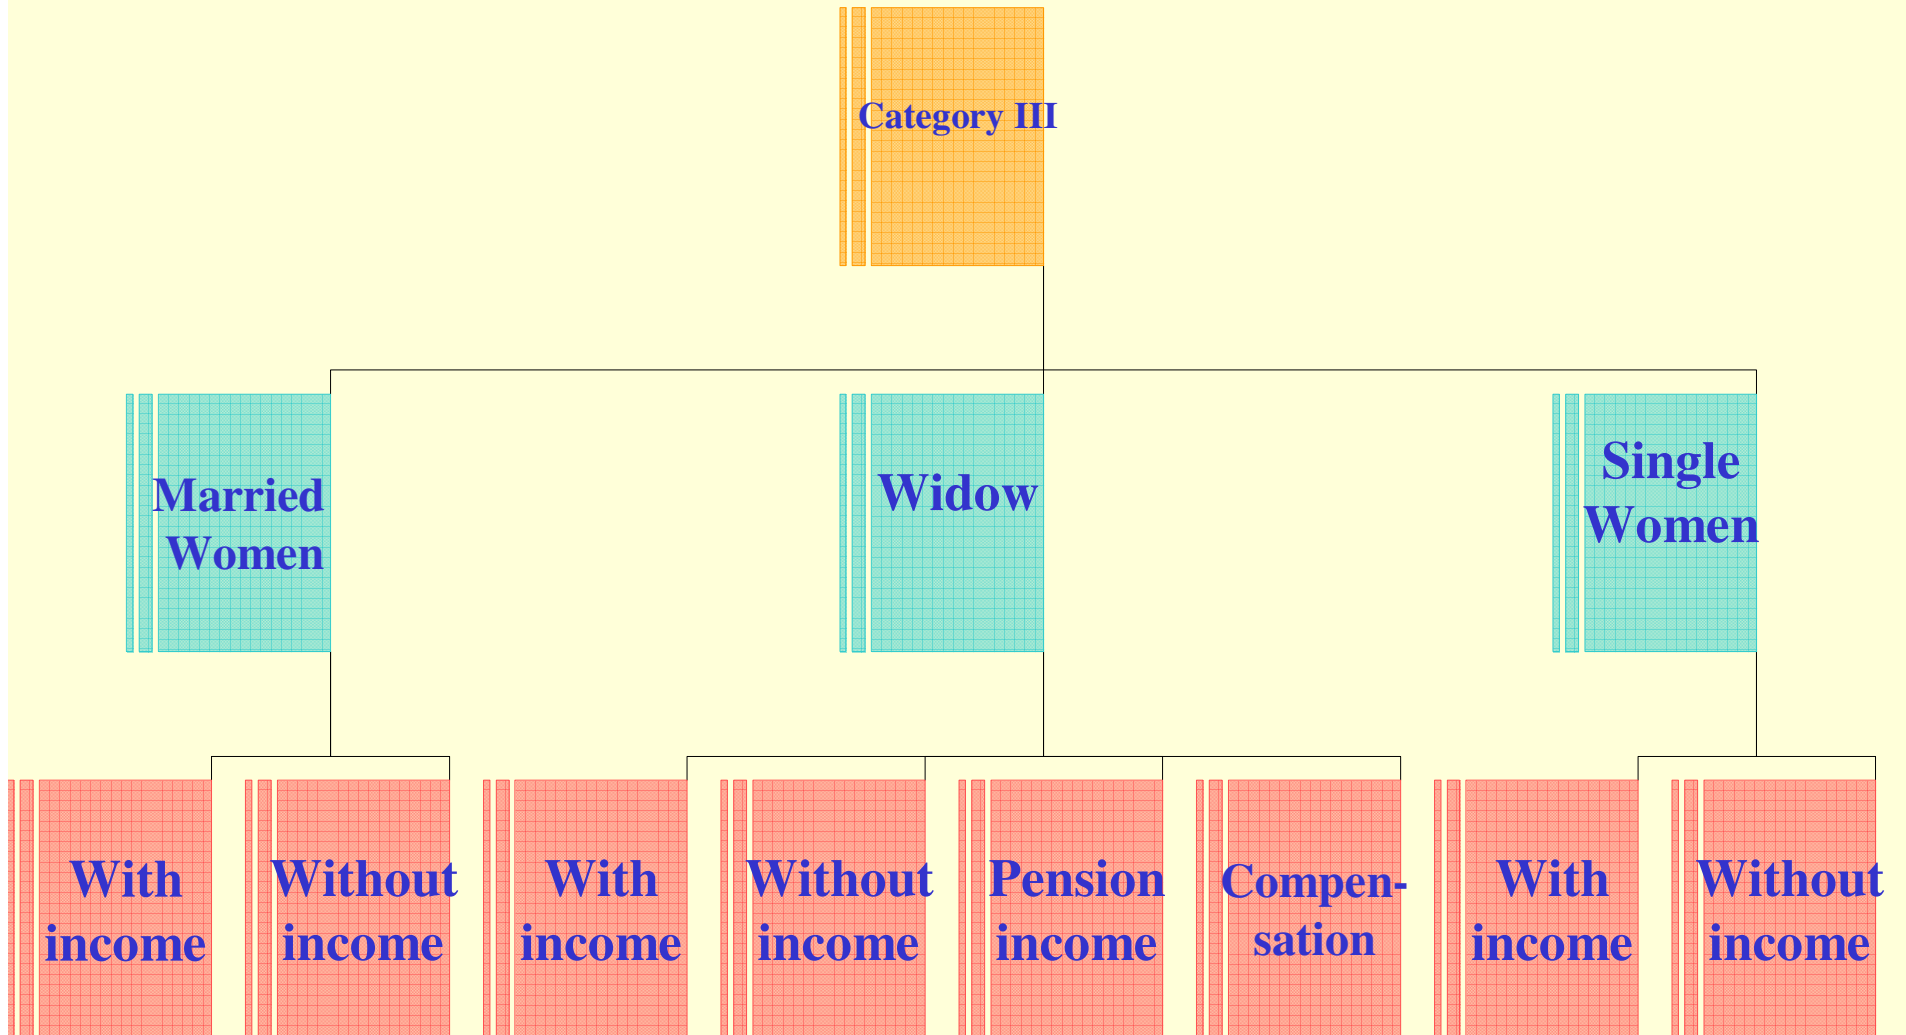 Category III
Married
Women
Widow
Single
Women
With
income
Without
income
With
income
Without
income
Pension
income
Compen-
sation
With
income
Without
income